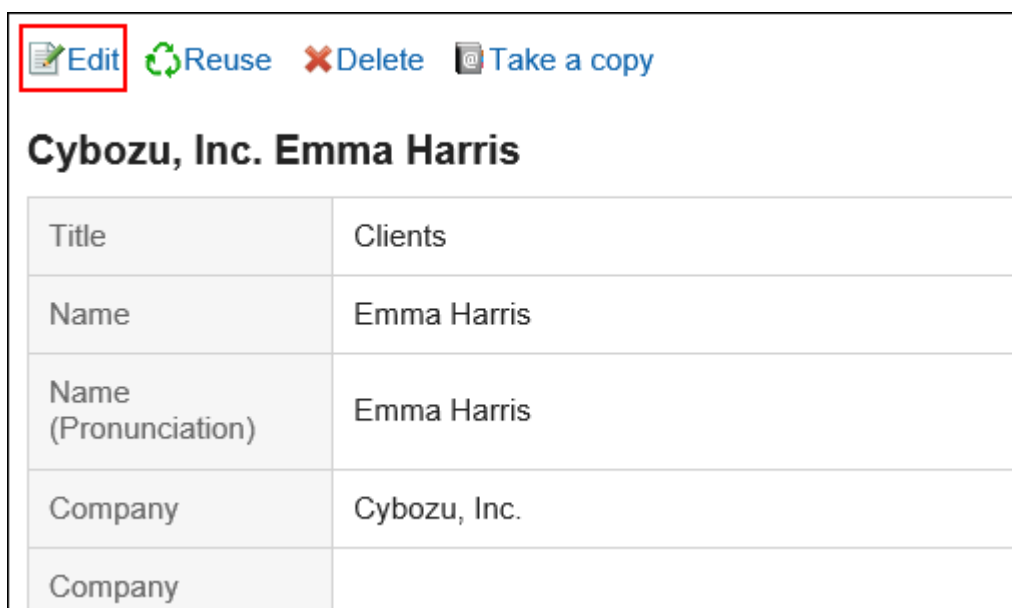 Edit Reuse Delete Take a copy
Cybozu, Inc. Emma Harris
Title Clients
Name Emma Harris
Name
(Pronunciation) Emma Harris
Company Cybozu, Inc.
Company